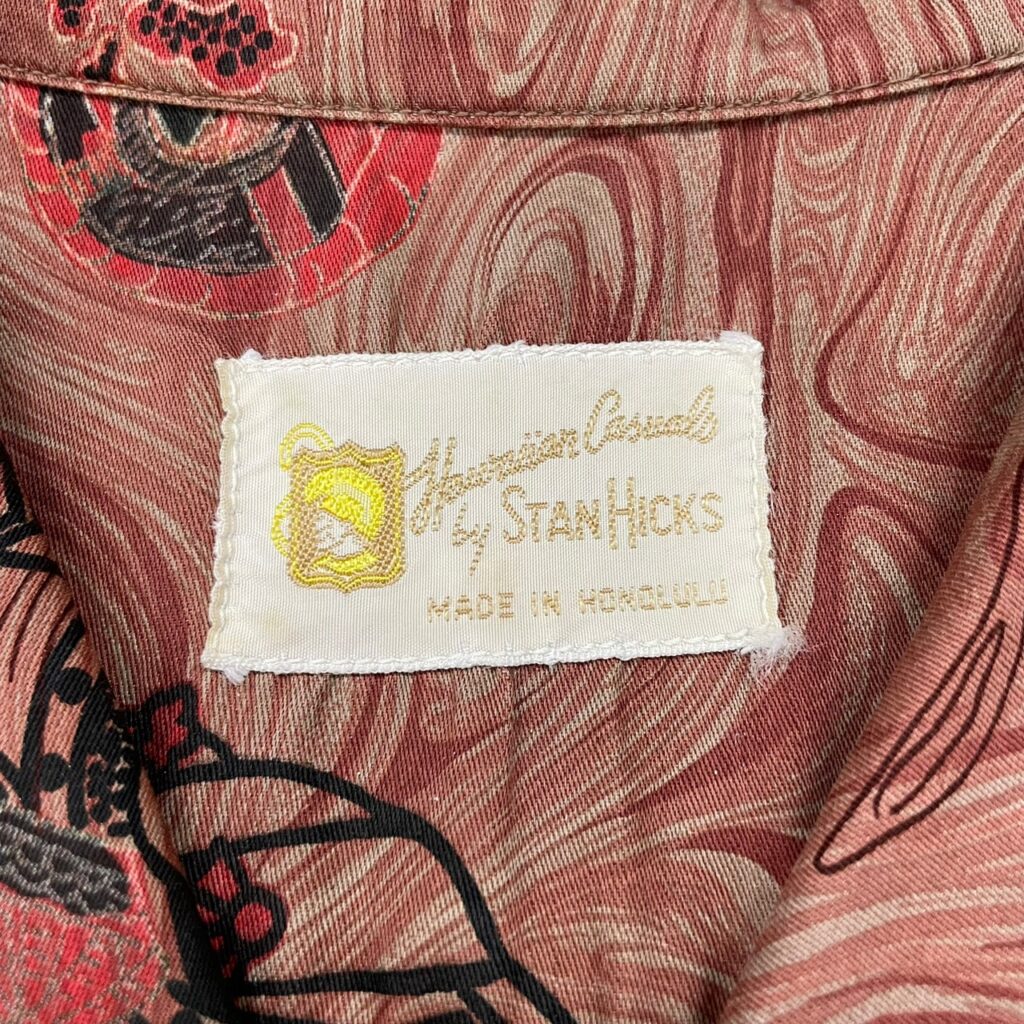 Hawaiian Casuals
by STAN HICKS
MADE IN HONOLULU